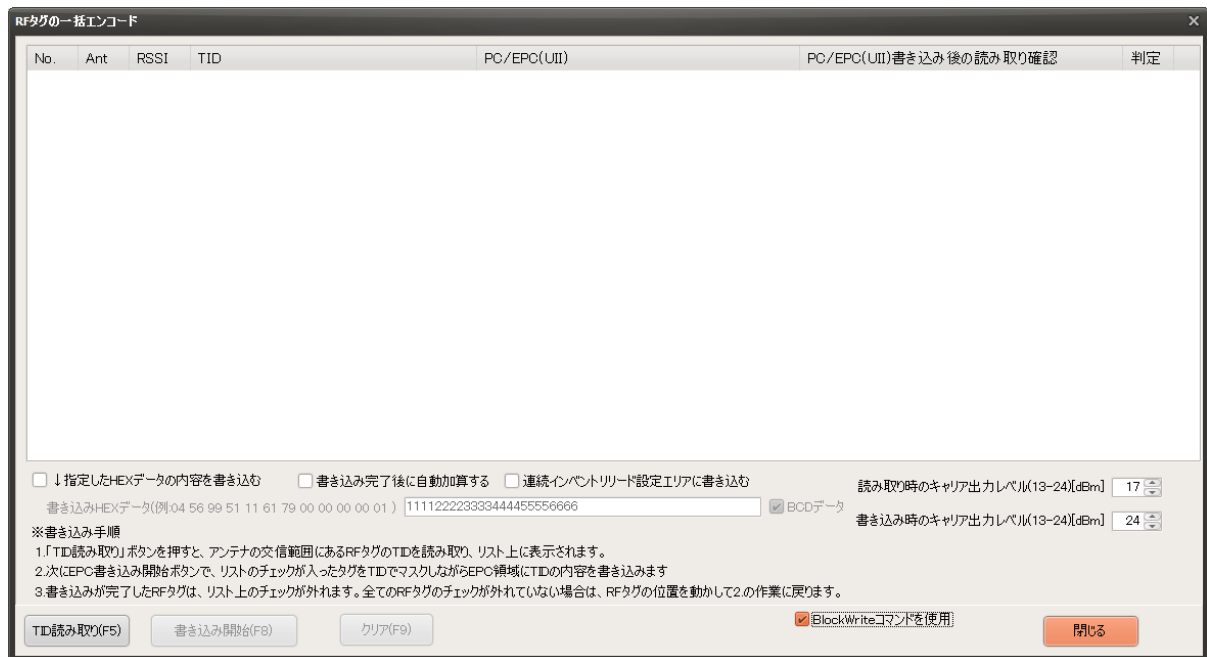 RFタグの一括エンコード
No. Ant RSSI TID PC/EPC(UII) PC/EPC(UII)書き込み後の読み取り確認 判定
↓指定したHEXデータの内容を書き込む 書き込み完了後に自動加算する 連続インベントリリード設定エリアに書き込む
読み取り時のキャリア出力レベル(13-24)[dBm] 17
書き込みHEXデータ(例:04 56 99 51 11 61 79 00 00 00 00 01 ) 111122223333444455556666 BCDデータ
書き込み時のキャリア出力レベル(13-24)[dBm] 24
※書き込み手順
1.「TID読み取り」ボタンを押すと、アンテナの交信範囲にあるRFタグのTIDを読み取り、リスト上に表示されます。
2.次にEPC書き込み開始ボタンで、リストのチェックが入ったタグをTIDでマスクしながらEPC領域にTIDの内容を書き込みます
3.書き込みが完了したRFタグは、リスト上のチェックが外れます。全てのRFタグのチェックが外れていない場合は、RFタグの位置を動かして2.の作業に戻ります。
TID読み取り(F5) 書き込み開始(F8) クリア(F9) BlockWriteコマンドを使用 閉じる